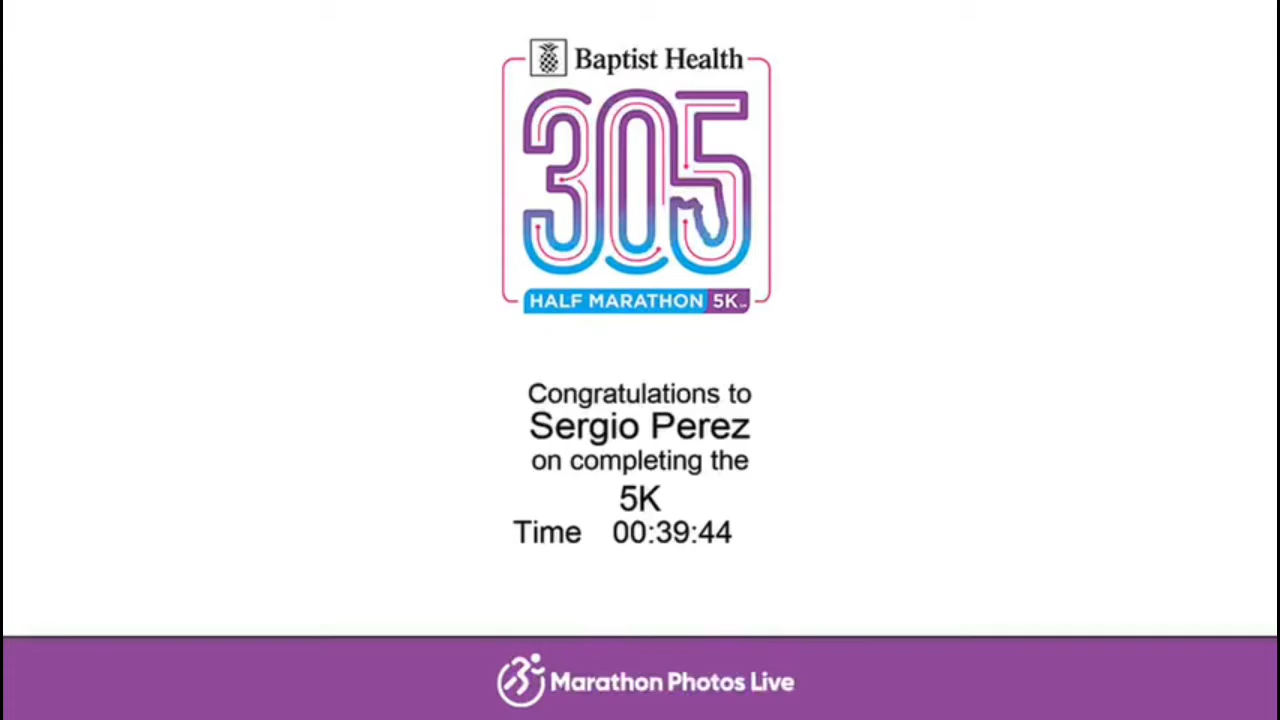 Baptist Health
305
HALF MARATHON 5K
Congratulations to
Sergio Perez
on completing the
5K
Time 00:39:44
Marathon Photos Live